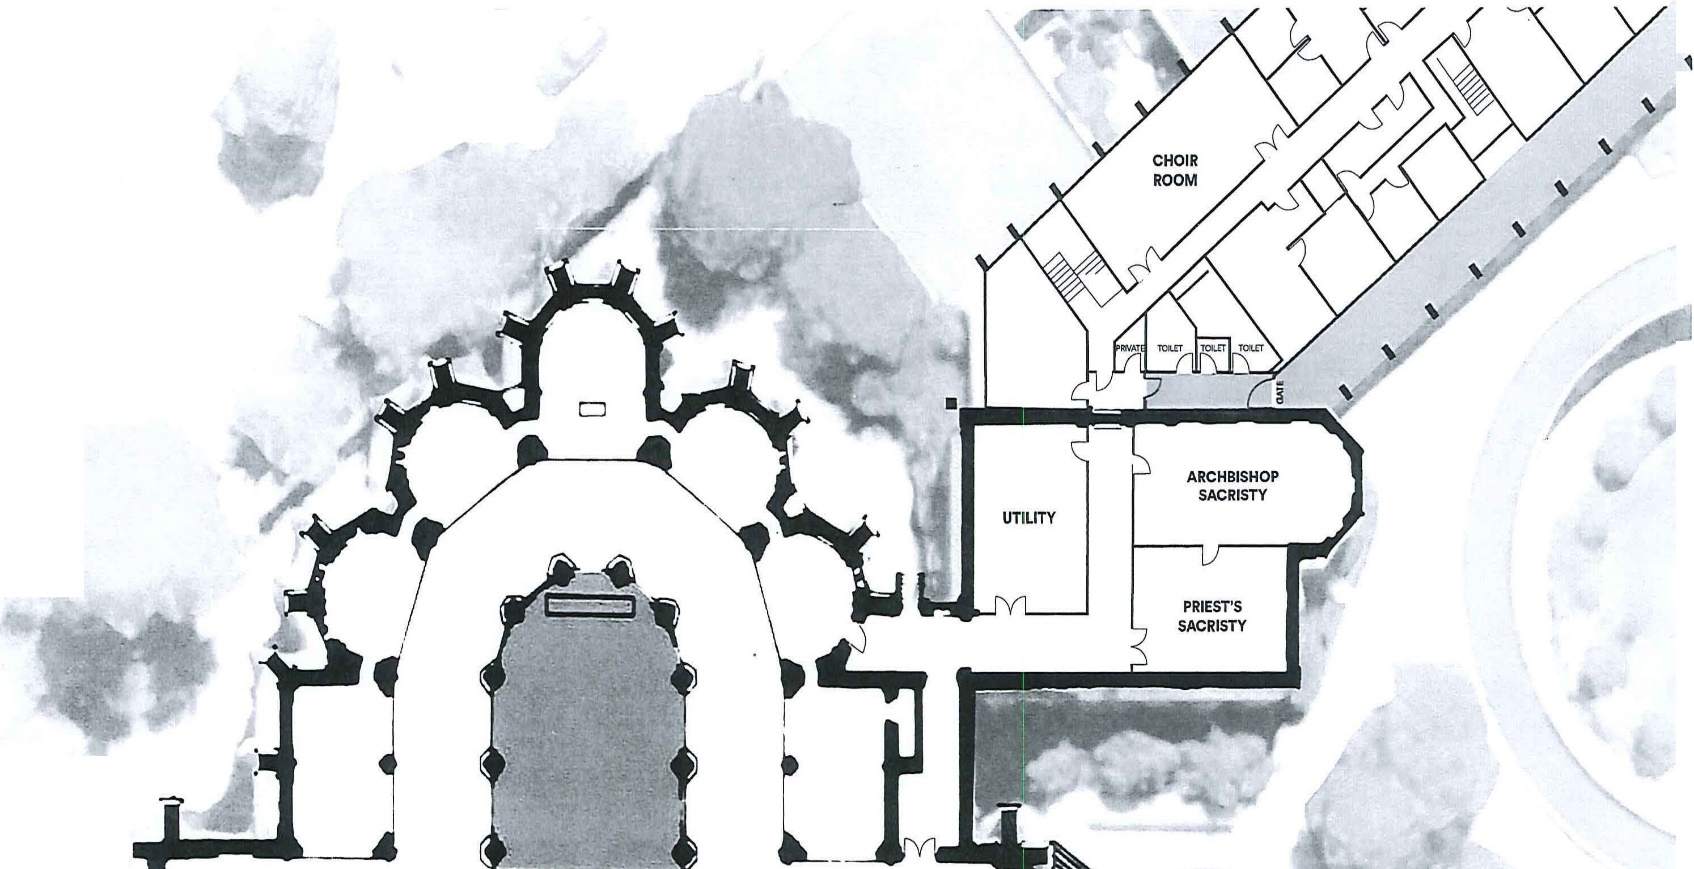 CHOIR
ROOM
PRIVATE
TOILET
TOILET
TOILET
GATE
ARCHBISHOP
SACRISTY
UTILITY
PRIEST'S
SACRISTY